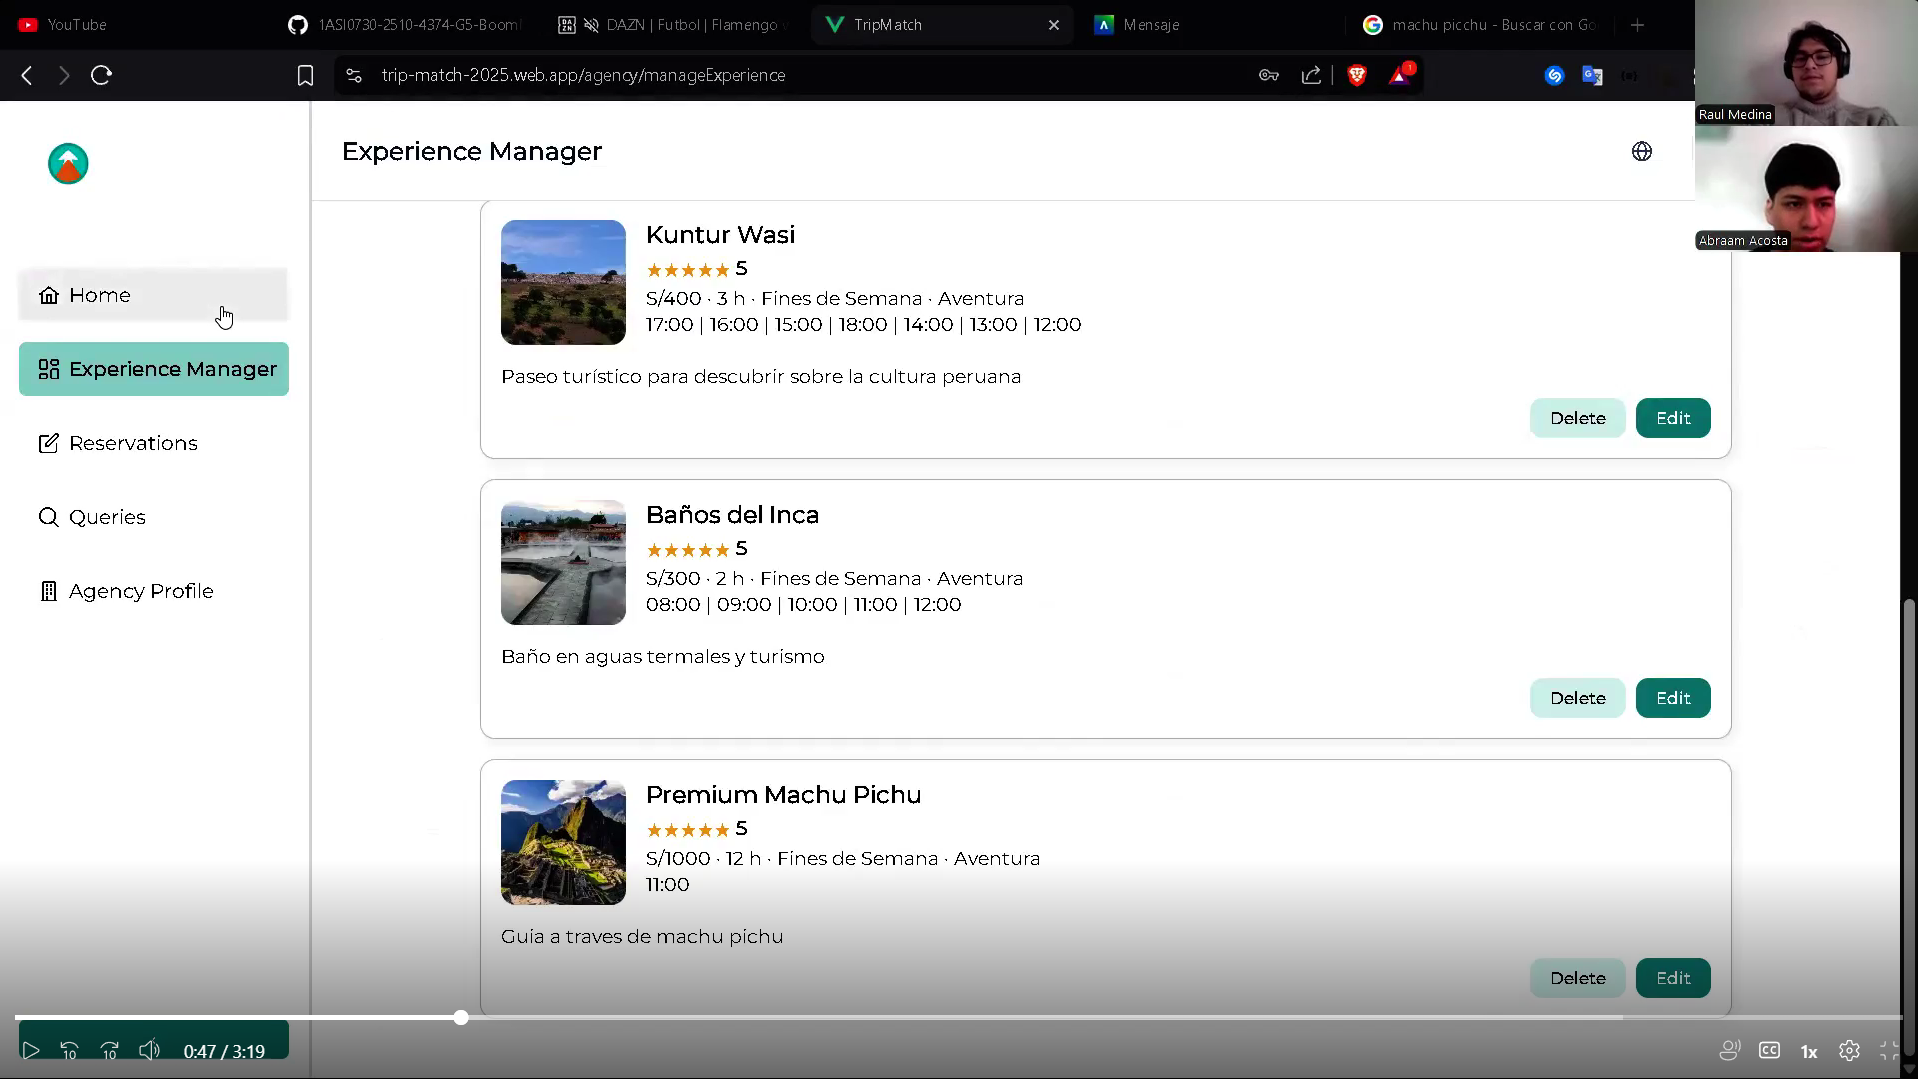 YouTube
1ASI0730-2510-4374-G5-Boom
DAZN | Futbol | Flamengo v
TripMatch
Mensaje
machu picchu - Buscar con Go
trip-match-2025.web.app/agency/manageExperience
1
Raul Medina
Abraam Acosta
Experience Manager
Home
Experience Manager
Reservations
Queries
Agency Profile
Kuntur Wasi
★★★★★ 5
S/400 · 3 h · Fines de Semana · Aventura
17:00 | 16:00 | 15:00 | 18:00 | 14:00 | 13:00 | 12:00
Paseo turístico para descubrir sobre la cultura peruana
Delete
Edit
Baños del Inca
★★★★★ 5
S/300 · 2 h · Fines de Semana · Aventura
08:00 | 09:00 | 10:00 | 11:00 | 12:00
Baño en aguas termales y turismo
Delete
Edit
Premium Machu Pichu
★★★★★ 5
S/1000 · 12 h · Fines de Semana · Aventura
11:00
Guía a traves de machu pichu
Delete
Edit
10
10
0:47 / 3:19
CC
1x